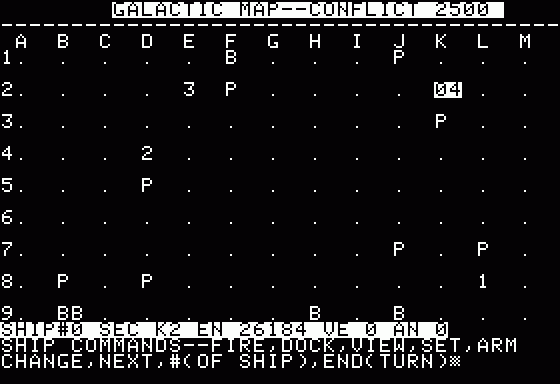 GALACTIC MAP--CONFLICT 2500
A B C D E F G H I J K L M
1. . . . . B . . . P . . .
2. . . . 3 P . . . . 04 . .
3. . . . . . . . . . P . .
4. . . 2 . . . . . . . . .
5. . . P . . . . . . . . .
6. . . . . . . . . . . . .
7. . . . . . . . . P . P .
8. P . P . . . . . . . 1 .
9. BB . . . . . B . B . . .
SHIP#0 SEC K2 EN 26184 VE 0 AN 0
SHIP COMMANDS--FIRE,DOCK,VIEW,SET,ARM
CHANGE,NEXT,#(OF SHIP),END(TURN)